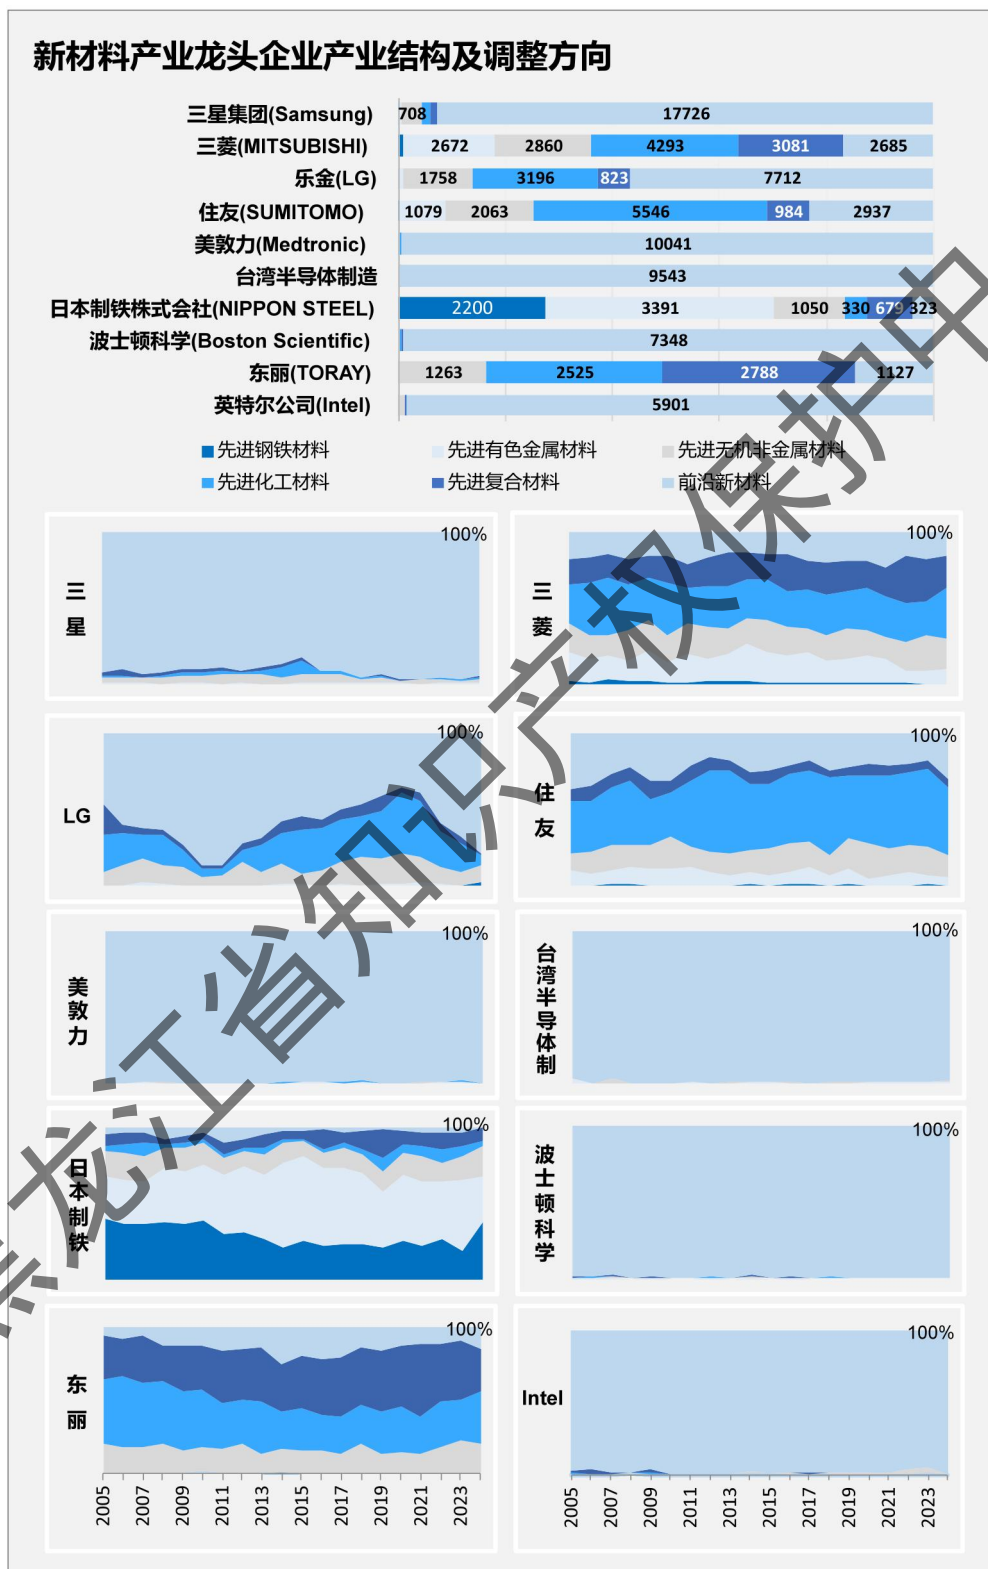 新材料产业龙头企业产业结构及调整方向
三星集团(Samsung) 708 17726
三菱(MITSUBISHI) 2672 2860 4293 3081 2685
乐金(LG) 1758 3196 823 7712
住友(SUMITOMO) 1079 2063 5546 984 2937
美敦力(Medtronic) 10041
台湾半导体制造 9543
日本制铁株式会社(NIPPON STEEL) 2200 3391 1050 330 679 323
波士顿科学(Boston Scientific) 7348
东丽(TORAY) 1263 2525 2788 1127
英特尔公司(Intel) 5901
先进钢铁材料 先进有色金属材料 先进无机非金属材料
先进化工材料 先进复合材料 前沿新材料
三星 100%
三菱 100%
LG 100%
住友 100%
美敦力 100%
台湾半导体制 100%
日本制铁 100%
波士顿科学 100%
东丽 100%
2005 2007 2009 2011 2013 2015 2017 2019 2021 2023
Intel 100%
2005 2007 2009 2011 2013 2015 2017 2019 2021 2023
黑龙江省知识产权保护中